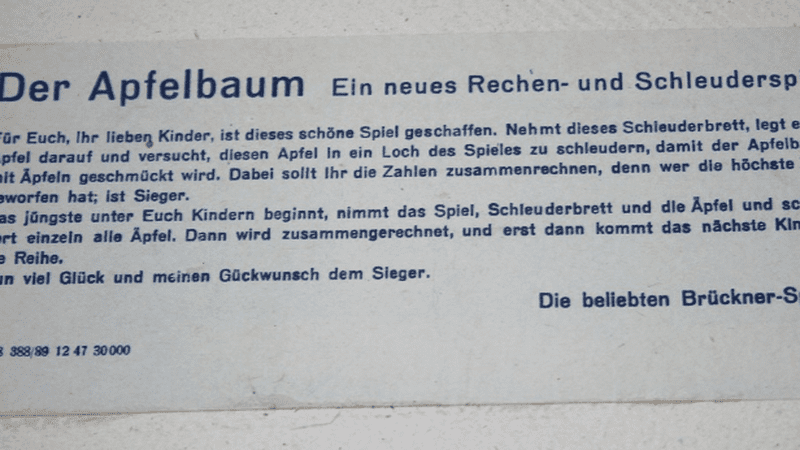 Der Apfelbaum Ein neues Rechen- und Schleudersp
für Euch, Ihr lieben Kinder, ist dieses schöne Spiel geschaffen. Nehmt dieses Schleuderbrett, legt e
pfel darauf und versucht, diesen Apfel in ein Loch des Spieles zu schleudern, damit der Apfelb
mit Äpfeln geschmückt wird. Dabei sollt Ihr die Zahlen zusammenrechnen, denn wer die höchste
eworfen hat; ist Sieger.
as jüngste unter Euch Kindern beginnt, nimmt das Spiel, Schleuderbrett und die Äpfel und sc
ert einzeln alle Äpfel. Dann wird zusammengerechnet, und erst dann kommt das nächste Kin
e Reihe.
un viel Glück und meinen Gückwunsch dem Sieger.
Die beliebten Brückner-S
388/89 12 47 30000